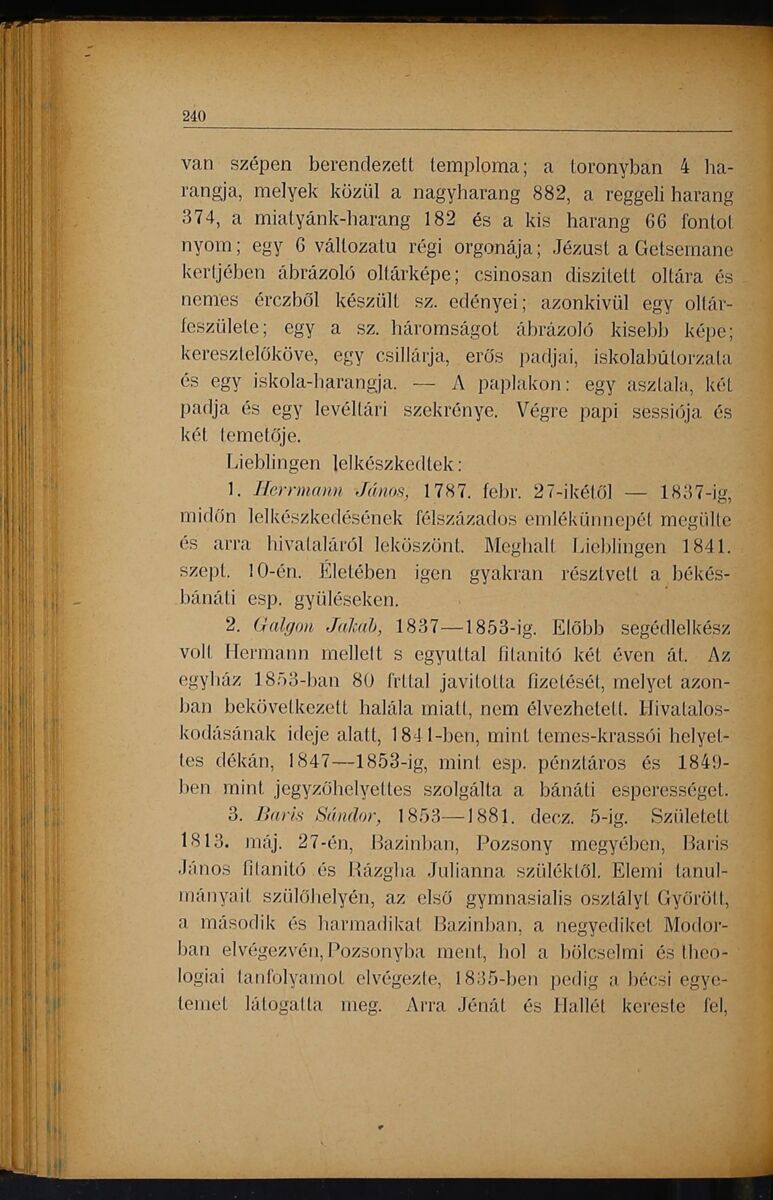 240
van szépen berendezett temploma; a toronyban 4 ha-
rangja, melyek közül a nagyharang 882, a reggeli harang
374, a miatyánk-harang 182 és a kis harang 66 fontot
nyom; egy 6 változatu régi orgonája; Jézust a Getsemane
kertjében ábrázoló oltárképe; csinosan diszitett oltára és
nemes érczből készült sz. edényei; azonkivül egy oltár-
feszülete; egy a sz. háromságot ábrázoló kisebb képe;
keresztelőköve, egy csillárja, erős padjai, iskolabútorzata
és egy iskola-harangja. — A paplakon: egy asztala, két
padja és egy levéltári szekrénye. Végre papi sessiója és
két temetője.
Lieblingen lelkészkedtek:
1. Herrmann János, 1787. febr. 27-ikétől — 1837-ig,
midőn lelkészkedésének félszázados emlékünnepét megülte
és arra hivataláról leköszönt. Meghalt Lieblingen 1841.
szept. 10-én. Életében igen gyakran résztvett a békés-
bánáti esp. gyüléseken.
2. Galgon Jakab, 1837—1853-ig. Előbb segédlelkész
volt Hermann mellett s egyuttal fitanitó két éven át. Az
egyház 1853-ban 80 frttal javitotta fizetését, melyet azon-
ban bekövetkezett halála miatt, nem élvezhetett. Hivatalos-
kodásának ideje alatt, 1841-ben, mint temes-krassói helyet-
tes dékán, 1847—1853-ig, mint esp. pénztáros és 1849-
ben mint jegyzőhelyettes szolgálta a bánáti esperességet.
3. Baris Sándor, 1853—1881. decz. 5-ig. Született
1813. máj. 27-én, Bazinban, Pozsony megyében, Baris
János fitanitó és Rázgha Julianna szüléktől. Elemi tanul-
mányait szülőhelyén, az első gymnasialis osztályt Győrött,
a második és harmadikat Bazinban, a negyediket Modor-
ban elvégezvén, Pozsonyba ment, hol a bölcselmi és theo-
logiai tanfolyamot elvégezte, 1835-ben pedig a bécsi egye-
temet látogatta meg. Arra Jénát és Hallét kereste fel,